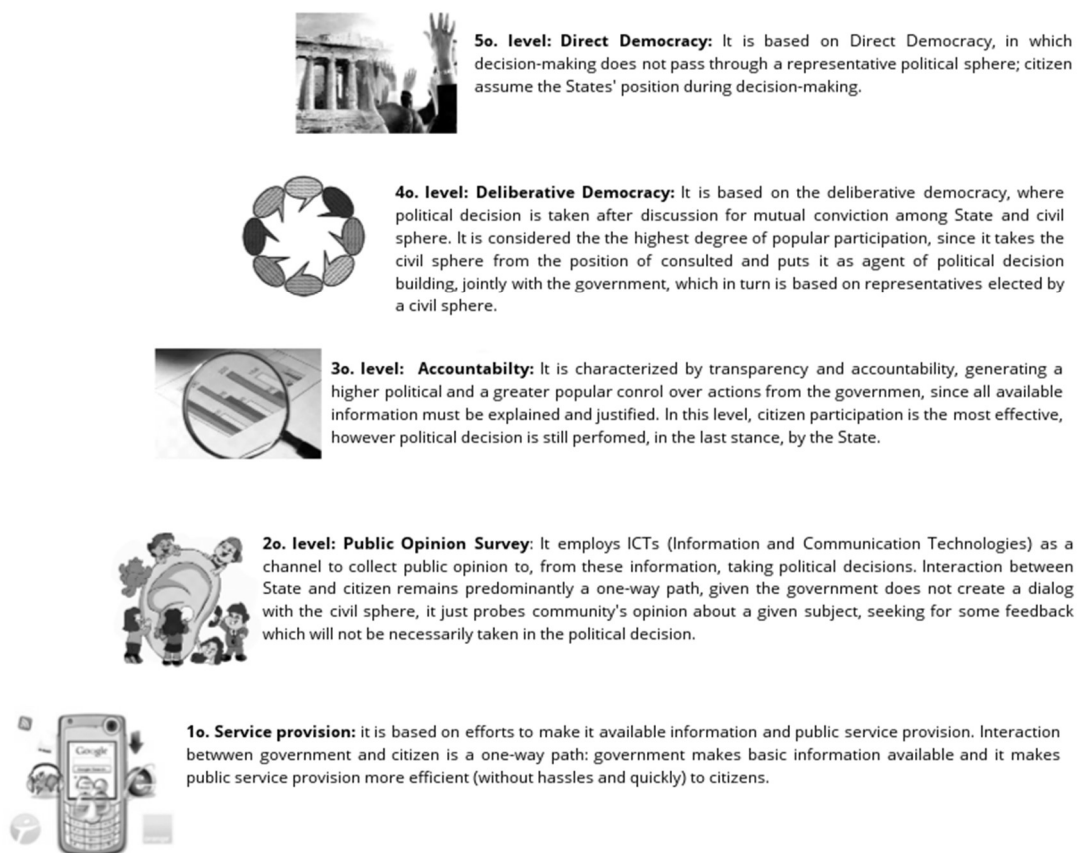 5o. level: Direct Democracy: It is based on Direct Democracy, in which
decision-making does not pass through a representative political sphere; citizen
assume the States' position during decision-making.
4o. level: Deliberative Democracy: It is based on the deliberative democracy, where
political decision is taken after discussion for mutual conviction among State and civil
sphere. It is considered the the highest degree of popular participation, since it takes the
civil sphere from the position of consulted and puts it as agent of political decision
building, jointly with the government, which in turn is based on representatives elected by
a civil sphere.
3o. level: Accountabilty: It is characterized by transparency and accountability, generating a
higher political and a greater popular conrol over actions from the governmen, since all available
information must be explained and justified. In this level, citizen participation is the most effective,
however political decision is still perfomed, in the last stance, by the State.
2o. level: Public Opinion Survey: It employs ICTs (Information and Communication Technologies) as a
channel to collect public opinion to, from these information, taking political decisions. Interaction between
State and citizen remains predominantly a one-way path, given the government does not create a dialog
with the civil sphere, it just probes community's opinion about a given subject, seeking for some feedback
which will not be necessarily taken in the political decision.
1o. Service provision: it is based on efforts to make it available information and public service provision. Interaction
betwwen government and citizen is a one-way path: government makes basic information available and it makes
public service provision more efficient (without hassles and quickly) to citizens.
Google